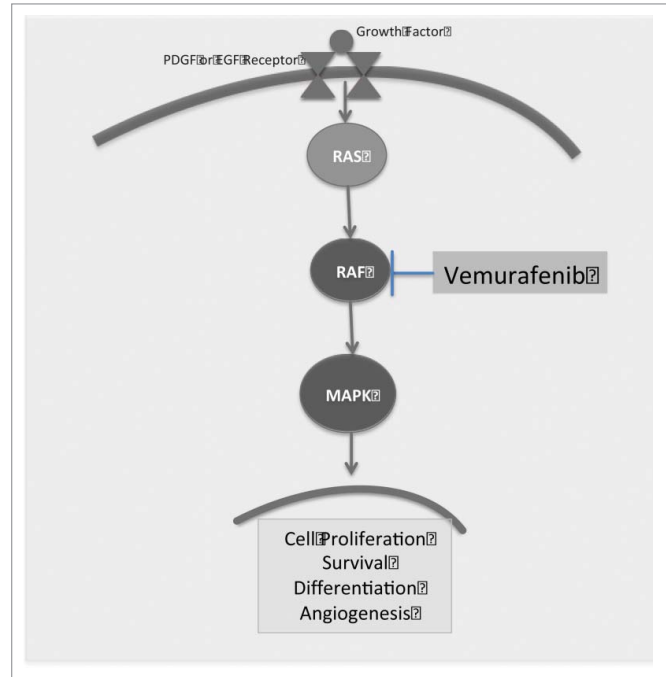 Growth Factor
PDGF or EGF Receptor
RAS
RAF
Vemurafenib
MAPK
Cell Proliferation
Survival
Differentiation
Angiogenesis